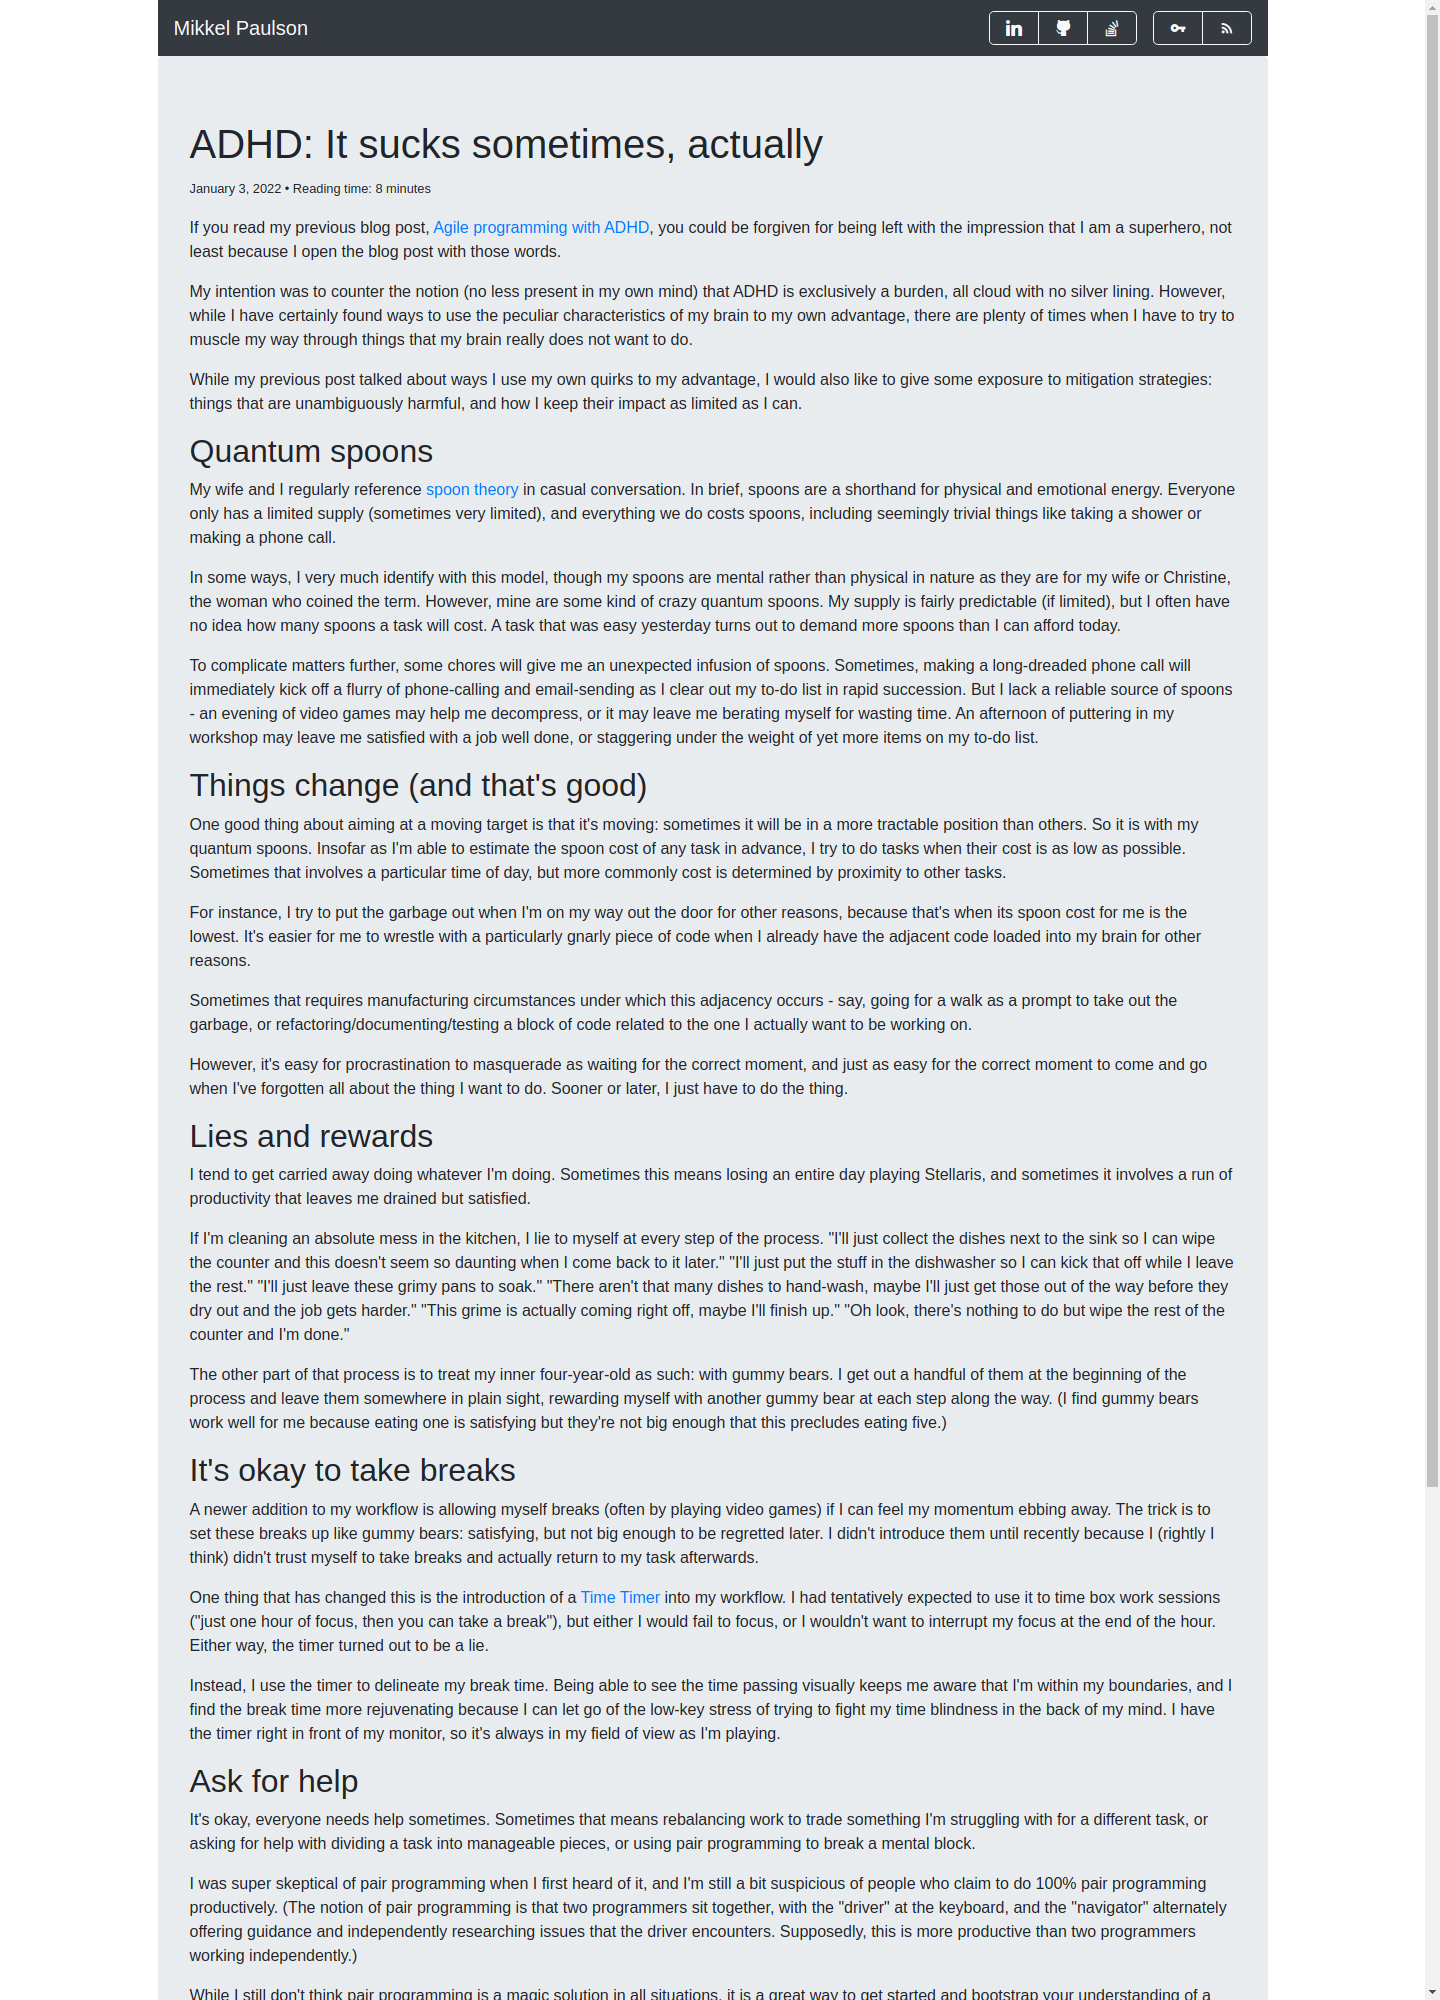 Mikkel Paulson
ADHD: It sucks sometimes, actually
January 3, 2022 • Reading time: 8 minutes
If you read my previous blog post, Agile programming with ADHD, you could be forgiven for being left with the impression that I am a superhero, not
least because I open the blog post with those words.
My intention was to counter the notion (no less present in my own mind) that ADHD is exclusively a burden, all cloud with no silver lining. However,
while I have certainly found ways to use the peculiar characteristics of my brain to my own advantage, there are plenty of times when I have to try to
muscle my way through things that my brain really does not want to do.
While my previous post talked about ways I use my own quirks to my advantage, I would also like to give some exposure to mitigation strategies:
things that are unambiguously harmful, and how I keep their impact as limited as I can.
Quantum spoons
My wife and I regularly reference spoon theory in casual conversation. In brief, spoons are a shorthand for physical and emotional energy. Everyone
only has a limited supply (sometimes very limited), and everything we do costs spoons, including seemingly trivial things like taking a shower or
making a phone call.
In some ways, I very much identify with this model, though my spoons are mental rather than physical in nature as they are for my wife or Christine,
the woman who coined the term. However, mine are some kind of crazy quantum spoons. My supply is fairly predictable (if limited), but I often have
no idea how many spoons a task will cost. A task that was easy yesterday turns out to demand more spoons than I can afford today.
To complicate matters further, some chores will give me an unexpected infusion of spoons. Sometimes, making a long-dreaded phone call will
immediately kick off a flurry of phone-calling and email-sending as I clear out my to-do list in rapid succession. But I lack a reliable source of spoons
- an evening of video games may help me decompress, or it may leave me berating myself for wasting time. An afternoon of puttering in my
workshop may leave me satisfied with a job well done, or staggering under the weight of yet more items on my to-do list.
Things change (and that's good)
One good thing about aiming at a moving target is that it's moving: sometimes it will be in a more tractable position than others. So it is with my
quantum spoons. Insofar as I'm able to estimate the spoon cost of any task in advance, I try to do tasks when their cost is as low as possible.
Sometimes that involves a particular time of day, but more commonly cost is determined by proximity to other tasks.
For instance, I try to put the garbage out when I'm on my way out the door for other reasons, because that's when its spoon cost for me is the
lowest. It's easier for me to wrestle with a particularly gnarly piece of code when I already have the adjacent code loaded into my brain for other
reasons.
Sometimes that requires manufacturing circumstances under which this adjacency occurs - say, going for a walk as a prompt to take out the
garbage, or refactoring/documenting/testing a block of code related to the one I actually want to be working on.
However, it's easy for procrastination to masquerade as waiting for the correct moment, and just as easy for the correct moment to come and go
when I've forgotten all about the thing I want to do. Sooner or later, I just have to do the thing.
Lies and rewards
I tend to get carried away doing whatever I'm doing. Sometimes this means losing an entire day playing Stellaris, and sometimes it involves a run of
productivity that leaves me drained but satisfied.
If I'm cleaning an absolute mess in the kitchen, I lie to myself at every step of the process. "I'll just collect the dishes next to the sink so I can wipe
the counter and this doesn't seem so daunting when I come back to it later." "I'll just put the stuff in the dishwasher so I can kick that off while I leave
the rest." "I'll just leave these grimy pans to soak." "There aren't that many dishes to hand-wash, maybe I'll just get those out of the way before they
dry out and the job gets harder." "This grime is actually coming right off, maybe I'll finish up." "Oh look, there's nothing to do but wipe the rest of the
counter and I'm done."
The other part of that process is to treat my inner four-year-old as such: with gummy bears. I get out a handful of them at the beginning of the
process and leave them somewhere in plain sight, rewarding myself with another gummy bear at each step along the way. (I find gummy bears
work well for me because eating one is satisfying but they're not big enough that this precludes eating five.)
It's okay to take breaks
A newer addition to my workflow is allowing myself breaks (often by playing video games) if I can feel my momentum ebbing away. The trick is to
set these breaks up like gummy bears: satisfying, but not big enough to be regretted later. I didn't introduce them until recently because I (rightly I
think) didn't trust myself to take breaks and actually return to my task afterwards.
One thing that has changed this is the introduction of a Time Timer into my workflow. I had tentatively expected to use it to time box work sessions
("just one hour of focus, then you can take a break"), but either I would fail to focus, or I wouldn't want to interrupt my focus at the end of the hour.
Either way, the timer turned out to be a lie.
Instead, I use the timer to delineate my break time. Being able to see the time passing visually keeps me aware that I'm within my boundaries, and I
find the break time more rejuvenating because I can let go of the low-key stress of trying to fight my time blindness in the back of my mind. I have
the timer right in front of my monitor, so it's always in my field of view as I'm playing.
Ask for help
It's okay, everyone needs help sometimes. Sometimes that means rebalancing work to trade something I'm struggling with for a different task, or
asking for help with dividing a task into manageable pieces, or using pair programming to break a mental block.
I was super skeptical of pair programming when I first heard of it, and I'm still a bit suspicious of people who claim to do 100% pair programming
productively. (The notion of pair programming is that two programmers sit together, with the "driver" at the keyboard, and the "navigator" alternately
offering guidance and independently researching issues that the driver encounters. Supposedly, this is more productive than two programmers
working independently.)
While I still don't think pair programming is a magic solution in all situations, it is a great way to get started and bootstrap your understanding of a